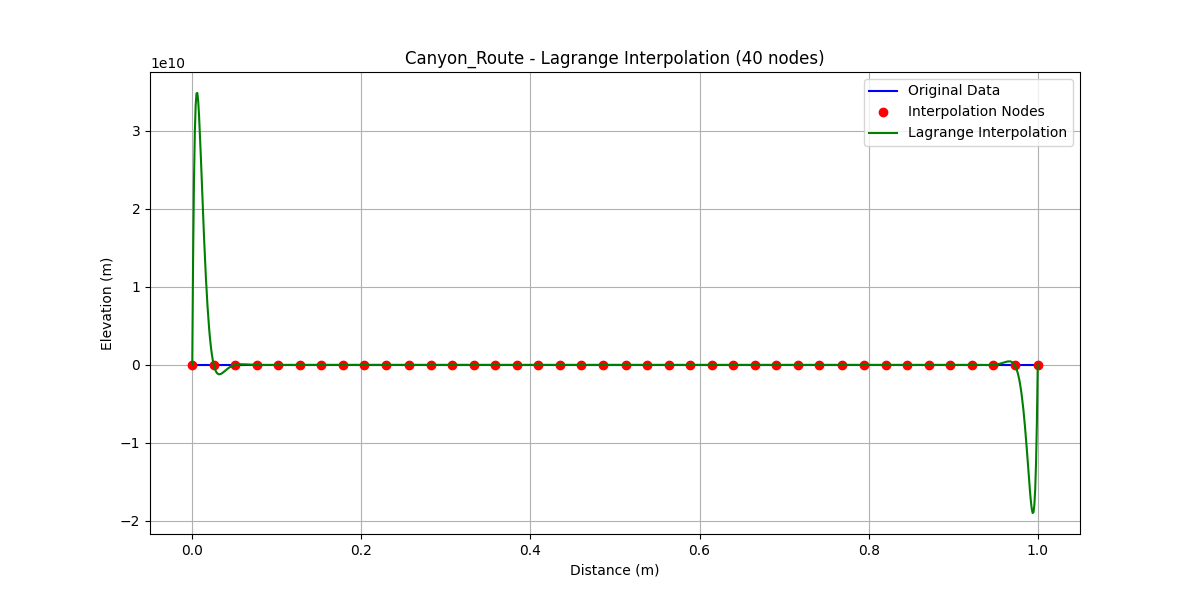 Canyon_Route - Lagrange Interpolation (40 nodes)
1e10
Original Data
Interpolation Nodes
Lagrange Interpolation
3
2
1
0
−1
−2
Elevation (m)
0.0 0.2 0.4 0.6 0.8 1.0
Distance (m)